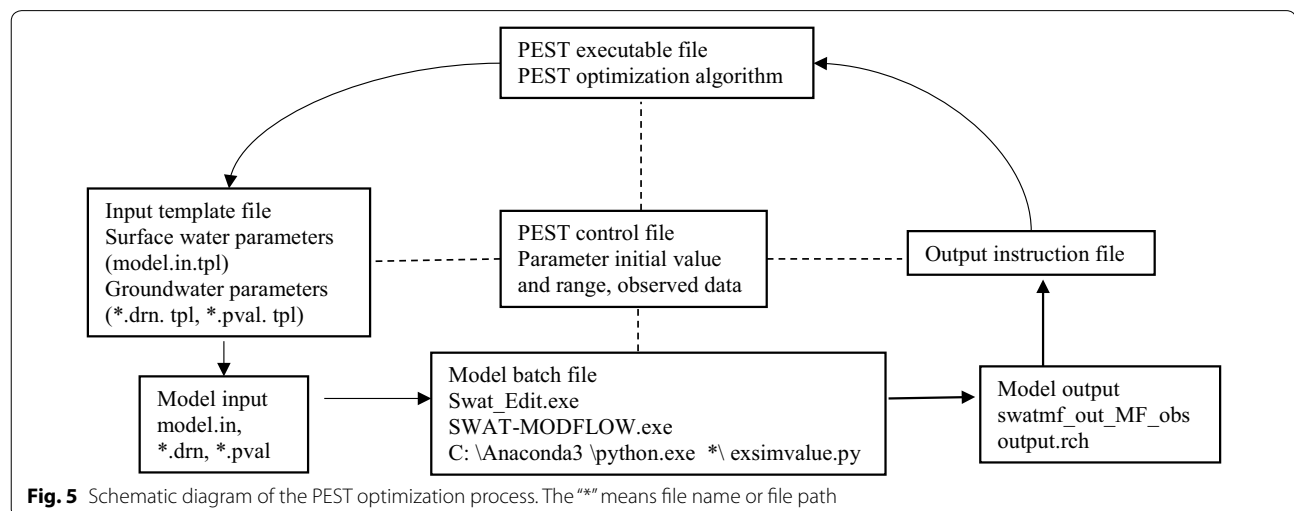 PEST executable file
PEST optimization algorithm
Input template file
Surface water parameters
(model.in.tpl)
Groundwater parameters
(*.drn. tpl, *.pval. tpl)
PEST control file
Parameter initial value
and range, observed data
Output instruction file
Model input
model.in,
*.drn, *.pval
Model batch file
Swat_Edit.exe
SWAT-MODFLOW.exe
C: \Anaconda3 \python.exe *\ exsimvalue.py
Model output
swatmf_out_MF_obs
output.rch
Fig. 5 Schematic diagram of the PEST optimization process. The “*” means file name or file path